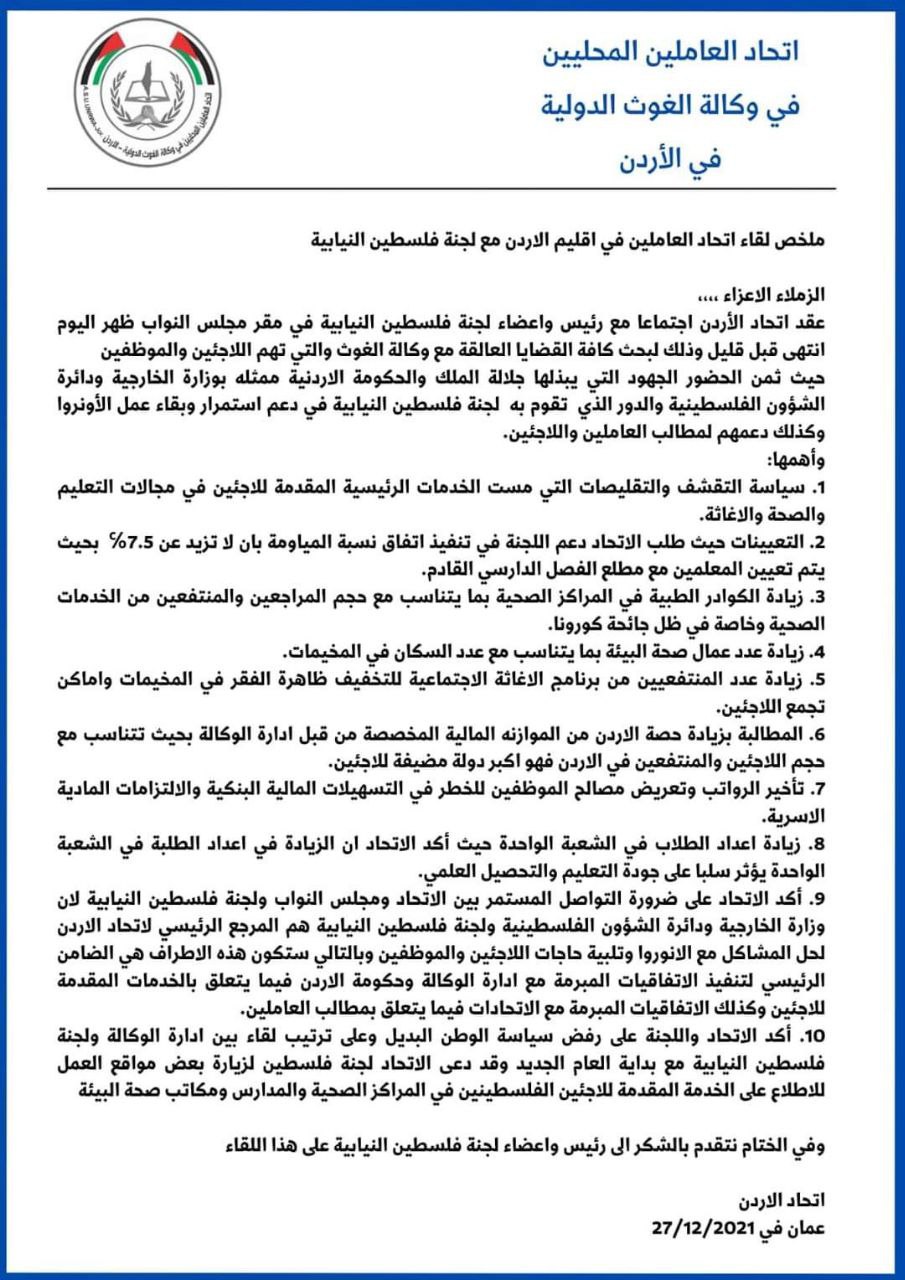 اتحاد العاملين المحليين
في وكالة الغوث الدولية
في الأردن
اتحاد العاملين المحليين في وكالة الغوث الدولية - الاردن
A.S.U UNRWA-Jor
ملخص لقاء اتحاد العاملين في اقليم الاردن مع لجنة فلسطين النيابية
الزملاء الاعزاء ،،،،
عقد اتحاد الأردن اجتماعا مع رئيس واعضاء لجنة فلسطين النيابية في مقر مجلس النواب ظهر اليوم
انتهى قبل قليل وذلك لبحث كافة القضايا العالقة مع وكالة الغوث والتي تهم اللاجئين والموظفين
حيث ثمن الحضور الجهود التي يبذلها جلالة الملك والحكومة الاردنية ممثله بوزارة الخارجية ودائرة
الشؤون الفلسطينية والدور الذي تقوم به لجنة فلسطين النيابية في دعم استمرار وبقاء عمل الأونروا
وكذلك دعمهم لمطالب العاملين واللاجئين.
وأهمها:
1. سياسة التقشف والتقليصات التي مست الخدمات الرئيسية المقدمة للاجئين في مجالات التعليم
والصحة والاغاثة.
2. التعيينات حيث طلب الاتحاد دعم اللجنة في تنفيذ اتفاق نسبة المياومة بان لا تزيد عن 7.5% بحيث
يتم تعيين المعلمين مع مطلع الفصل الدارسي القادم.
3. زيادة الكوادر الطبية في المراكز الصحية بما يتناسب مع حجم المراجعين والمنتفعين من الخدمات
الصحية وخاصة في ظل جائحة كورونا.
4. زيادة عدد عمال صحة البيئة بما يتناسب مع عدد السكان في المخيمات.
5. زيادة عدد المنتفعيين من برنامج الاغاثة الاجتماعية للتخفيف ظاهرة الفقر في المخيمات واماكن
تجمع اللاجئين.
6. المطالبة بزيادة حصة الاردن من الموازنه المالية المخصصة من قبل ادارة الوكالة بحيث تتناسب مع
حجم اللاجئين والمنتفعين في الاردن فهو اكبر دولة مضيفة للاجئين.
7. تأخير الرواتب وتعريض مصالح الموظفين للخطر في التسهيلات المالية البنكية والالتزامات المادية
الاسرية.
8. زيادة اعداد الطلاب في الشعبة الواحدة حيث أكد الاتحاد ان الزيادة في اعداد الطلبة في الشعبة
الواحدة يؤثر سلبا على جودة التعليم والتحصيل العلمي.
9. أكد الاتحاد على ضرورة التواصل المستمر بين الاتحاد ومجلس النواب ولجنة فلسطين النيابية لان
وزارة الخارجية ودائرة الشؤون الفلسطينية ولجنة فلسطين النيابية هم المرجع الرئيسي لاتحاد الاردن
لحل المشاكل مع الانوروا وتلبية حاجات اللاجئين والموظفين وبالتالي ستكون هذه الاطراف هي الضامن
الرئيسي لتنفيذ الاتفاقيات المبرمة مع ادارة الوكالة وحكومة الاردن فيما يتعلق بالخدمات المقدمة
للاجئين وكذلك الاتفاقيات المبرمة مع الاتحادات فيما يتعلق بمطالب العاملين.
10. أكد الاتحاد واللجنة على رفض سياسة الوطن البديل وعلى ترتيب لقاء بين ادارة الوكالة ولجنة
فلسطين النيابية مع بداية العام الجديد وقد دعى الاتحاد لجنة فلسطين لزيارة بعض مواقع العمل
للاطلاع على الخدمة المقدمة للاجئين الفلسطينين في المراكز الصحية والمدارس ومكاتب صحة البيئة
وفي الختام نتقدم بالشكر الى رئيس واعضاء لجنة فلسطين النيابية على هذا اللقاء
اتحاد الاردن
عمان في 27/12/2021